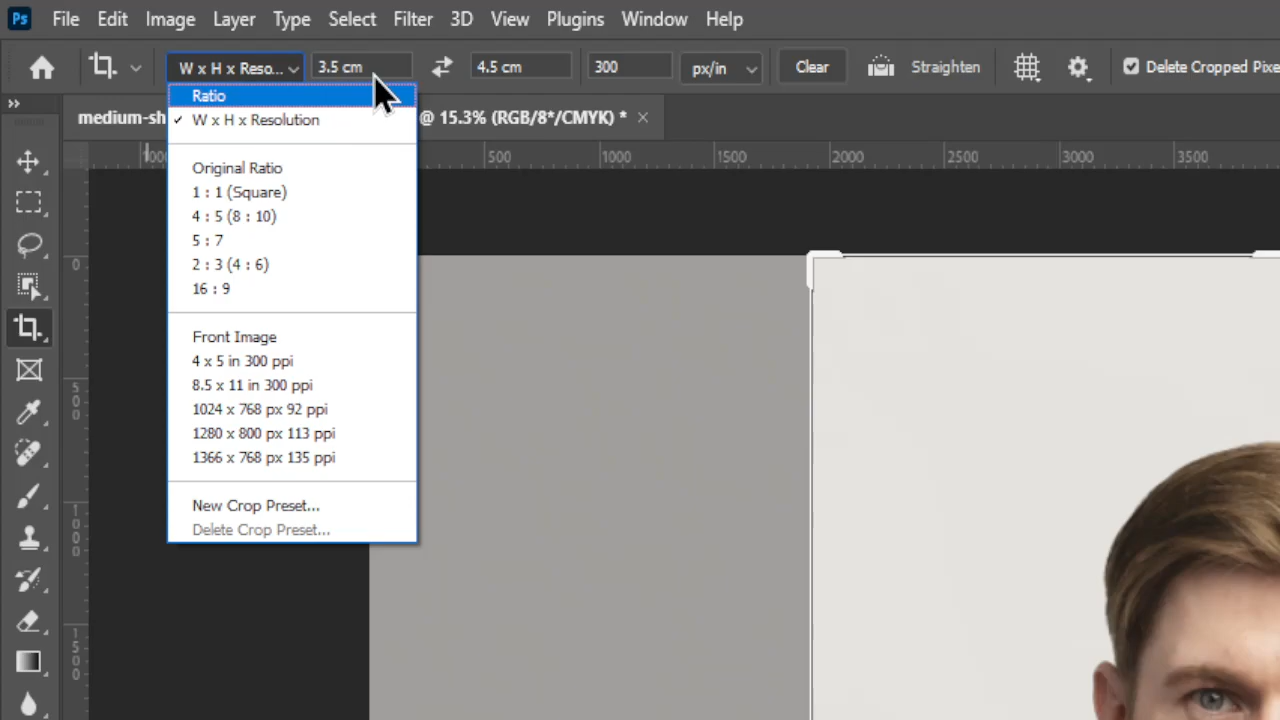 Ps File Edit Image Layer Type Select Filter 3D View Plugins Window Help
W x H x Reso... 3.5 cm 4.5 cm 300 px/in Clear Straighten Delete Cropped Pixe
medium-sh @ 15.3% (RGB/8*/CMYK) *
1000 500 1000 1500 2000 2500 3000 3500
Ratio
W x H x Resolution
Original Ratio
1 : 1 (Square)
4 : 5 (8 : 10)
5 : 7
2 : 3 (4 : 6)
16 : 9
Front Image
4 x 5 in 300 ppi
8.5 x 11 in 300 ppi
1024 x 768 px 92 ppi
1280 x 800 px 113 ppi
1366 x 768 px 135 ppi
New Crop Preset...
Delete Crop Preset...
0
500
1000
1500